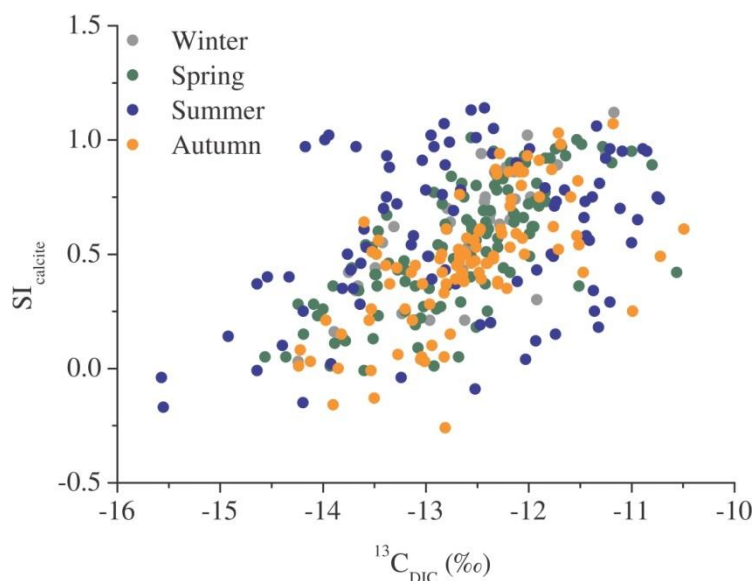 1.5
Winter
Spring
Summer
Autumn
1.0
0.5
0.0
-0.5
SIcalcite
-16 -15 -14 -13 -12 -11 -10
¹³C_DIC (‰)